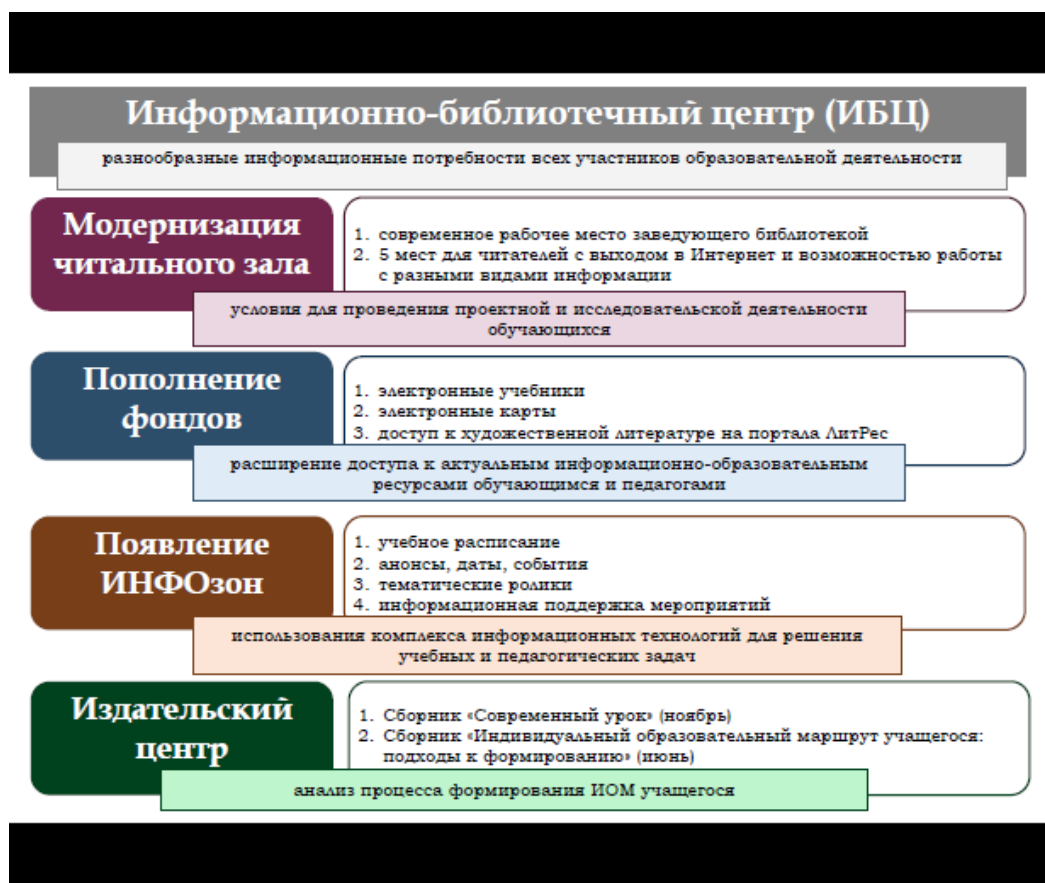 Информационно-библиотечный центр (ИБЦ)
разнообразные информационные потребности всех участников образовательной деятельности
Модернизация
читального зала
1. современное рабочее место заведующего библиотекой
2. 5 мест для читателей с выходом в Интернет и возможностью работы
с разными видами информации
условия для проведения проектной и исследовательской деятельности
обучающихся
Пополнение
фондов
1. электронные учебники
2. электронные карты
3. доступ к художественной литературе на портала ЛитРес
расширение доступа к актуальным информационно-образовательным
ресурсами обучающимся и педагогами
Появление
ИНФОзон
1. учебное расписание
2. анонсы, даты, события
3. тематические ролики
4. информационная поддержка мероприятий
использования комплекса информационных технологий для решения
учебных и педагогических задач
Издательский
центр
1. Сборник «Современный урок» (ноябрь)
2. Сборник «Индивидуальный образовательный маршрут учащегося:
подходы к формированию» (июнь)
анализ процесса формирования ИОМ учащегося